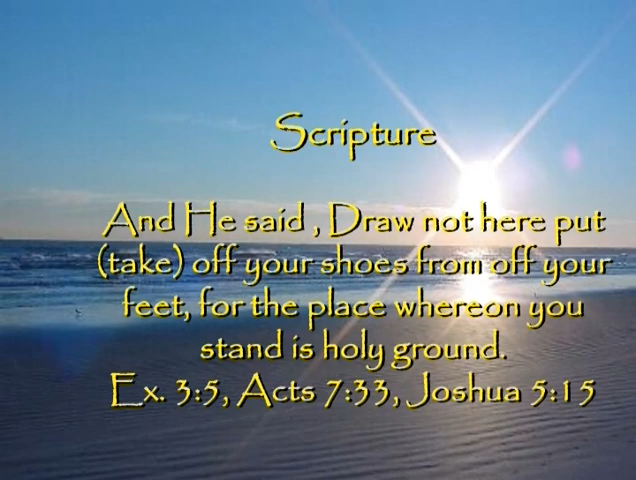 Scripture
And He said , Draw not here put
(take) off your shoes from off your
feet, for the place whereon you
stand is holy ground.
Ex. 3:5, Acts 7:33, Joshua 5:15